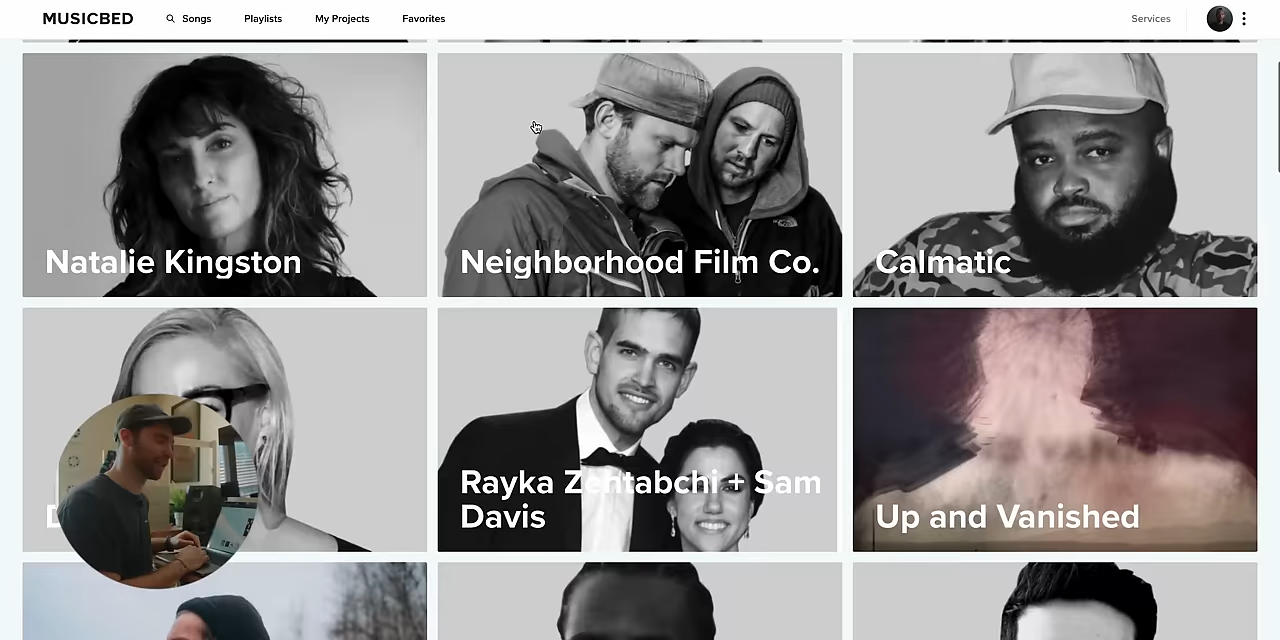 MUSICBED
Songs
Playlists
My Projects
Favorites
Services
Natalie Kingston
Neighborhood Film Co.
Calmatic
Rayka Zehtabchi + Sam
Davis
Up and Vanished